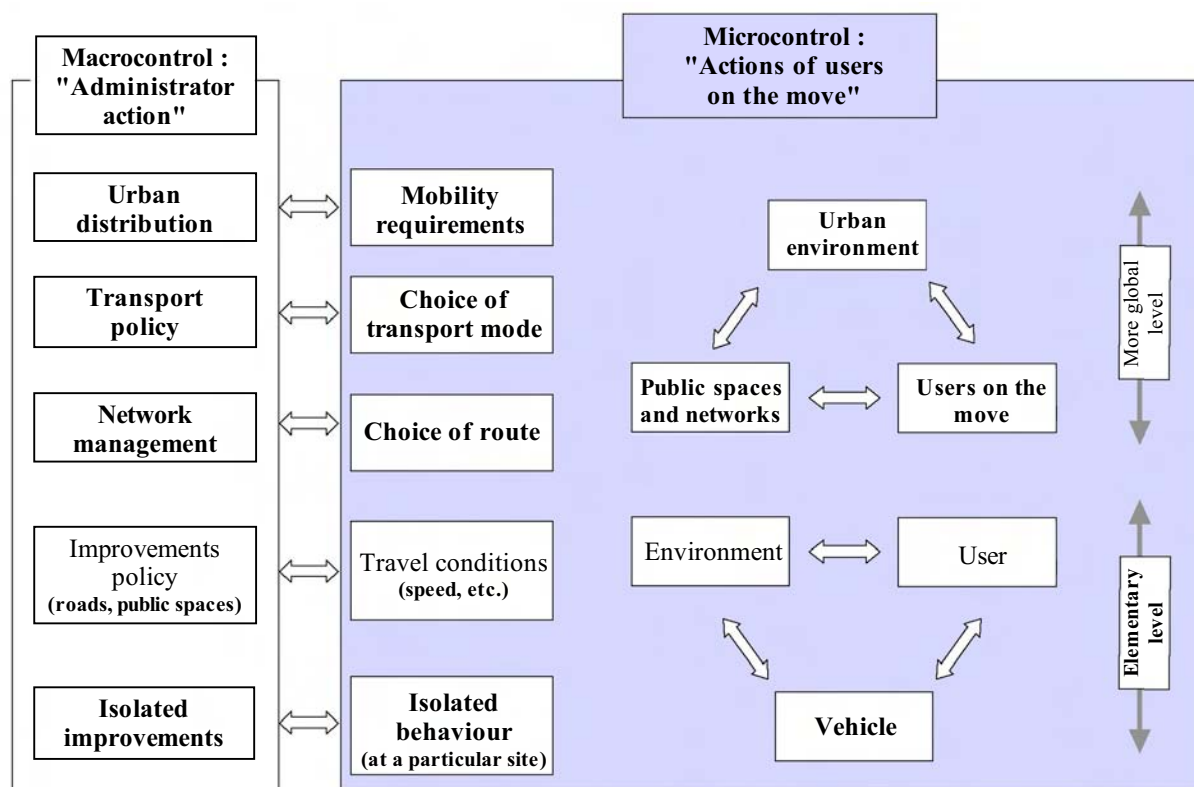 Macrocontrol :
"Administrator
action"
Microcontrol :
"Actions of users
on the move"
Urban
distribution
Mobility
requirements
Transport
policy
Choice of
transport mode
Network
management
Choice of route
Improvements
policy
(roads, public spaces)
Travel conditions
(speed, etc.)
Isolated
improvements
Isolated
behaviour
(at a particular site)
Urban
environment
Public spaces
and networks
Users on the
move
More global
level
Environment
User
Vehicle
Elementary
level